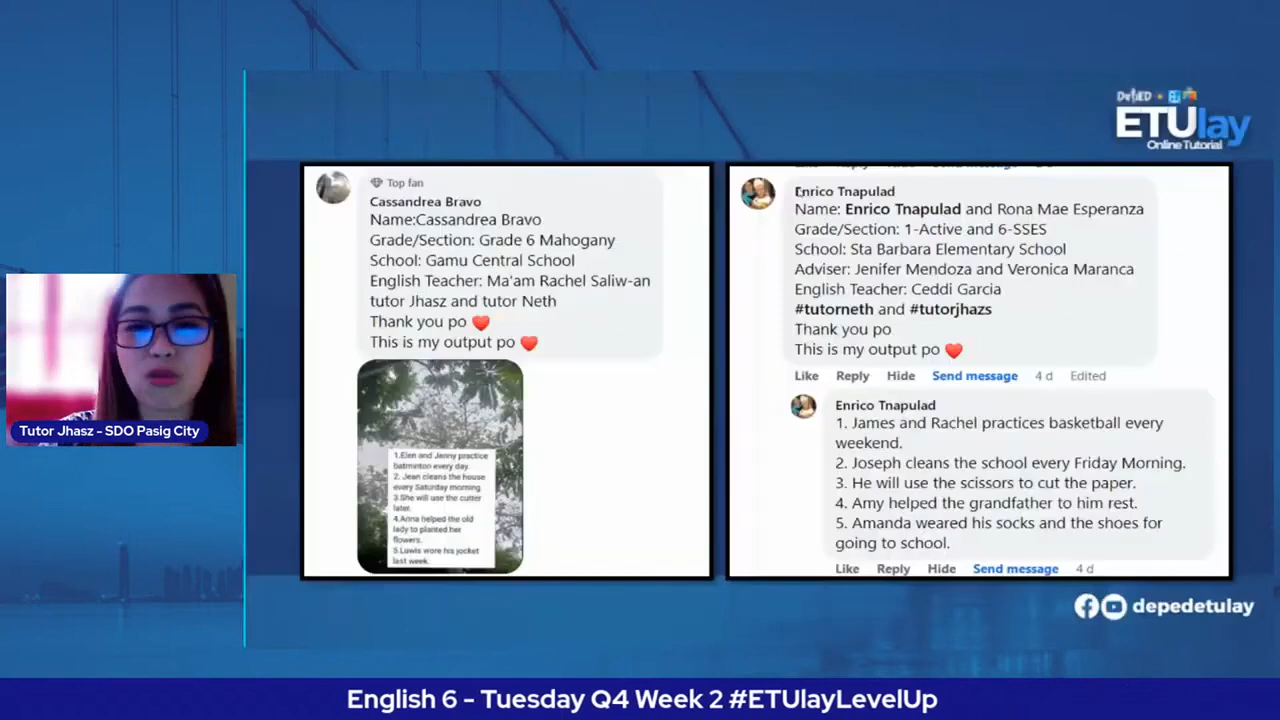 DepED
ETUlay
Online Tutorial
Top fan
Cassandrea Bravo
Name:Cassandrea Bravo
Grade/Section: Grade 6 Mahogany
School: Gamu Central School
English Teacher: Ma'am Rachel Saliw-an
tutor Jhasz and tutor Neth
Thank you po ❤️
This is my output po ❤️
1.Elen and Jenny practice
batminton every day.
2. Jean cleans the house
every Saturday morning
3.She will use the cutter
later.
4.Anna helped the old
lady to planted her
flowers.
5.Luwis wore his jocket
last week.
Enrico Tnapulad
Name: Enrico Tnapulad and Rona Mae Esperanza
Grade/Section: 1-Active and 6-SSES
School: Sta Barbara Elementary School
Adviser: Jenifer Mendoza and Veronica Maranca
English Teacher: Ceddi Garcia
#tutorneth and #tutorjhazs
Thank you po
This is my output po ❤️
Like Reply Hide Send message 4 d Edited
Enrico Tnapulad
1. James and Rachel practices basketball every
weekend.
2. Joseph cleans the school every Friday Morning.
3. He will use the scissors to cut the paper.
4. Amy helped the grandfather to him rest.
5. Amanda weared his socks and the shoes for
going to school.
Like Reply Hide Send message 4 d
Tutor Jhasz - SDO Pasig City
depedetulay
English 6 - Tuesday Q4 Week 2 #ETUlayLevelUp